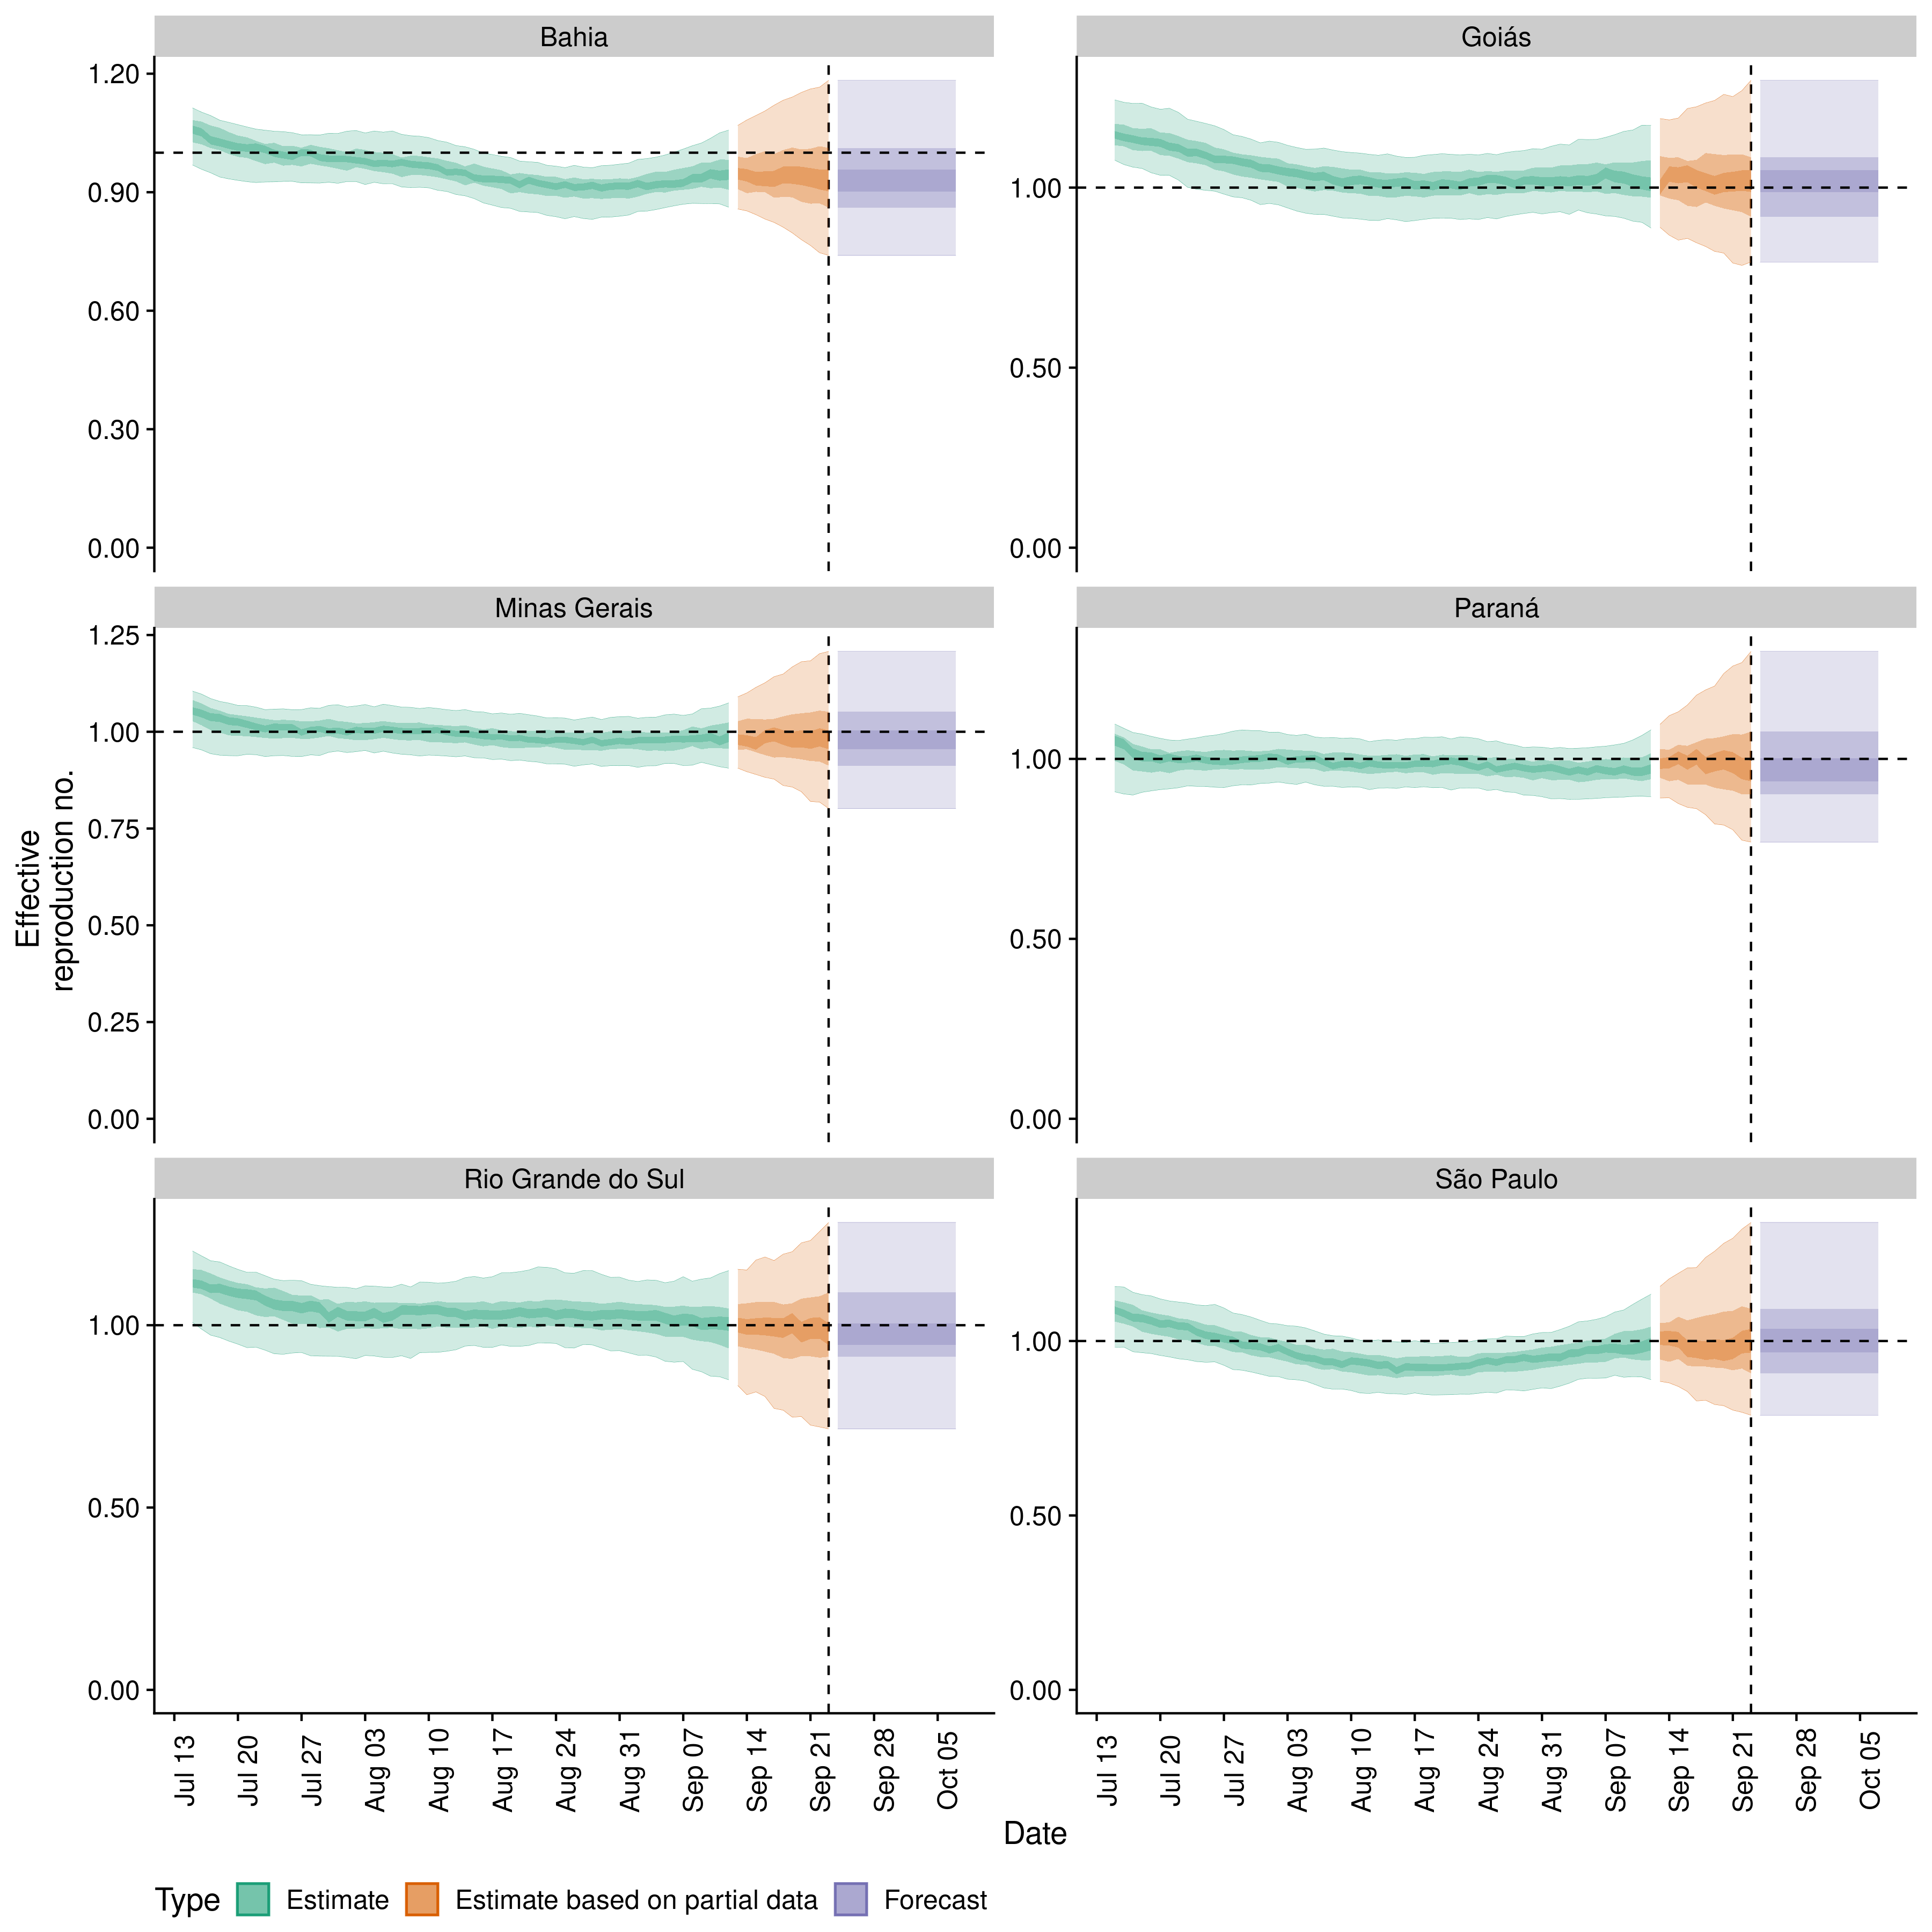 Bahia
Goiás
1.20
0.90
0.60
0.30
0.00
1.00
0.50
0.00
Minas Gerais
Paraná
1.25
1.00
0.75
0.50
0.25
0.00
1.00
0.50
0.00
Effective
reproduction no.
Rio Grande do Sul
São Paulo
1.00
0.50
0.00
1.00
0.50
0.00
Jul 13
Jul 20
Jul 27
Aug 03
Aug 10
Aug 17
Aug 24
Aug 31
Sep 07
Sep 14
Sep 21
Sep 28
Oct 05
Jul 13
Jul 20
Jul 27
Aug 03
Aug 10
Aug 17
Aug 24
Aug 31
Sep 07
Sep 14
Sep 21
Sep 28
Oct 05
Date
Type Estimate Estimate based on partial data Forecast